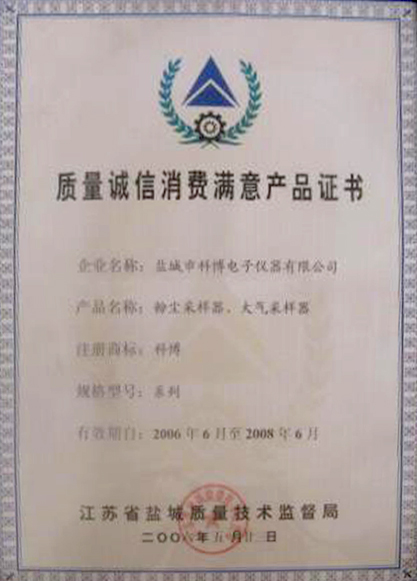 质量诚信消费满意产品证书
企业名称：盐城市科博电子仪器有限公司
产品名称：粉尘采样器、大气采样器
注册商标：科博
规格型号：系列
有效期自：2006年6月至2008年6月
江苏省盐城质量技术监督局
二〇〇六年五月廿三日